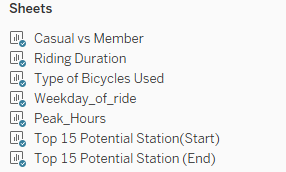 Sheets
Casual vs Member
Riding Duration
Type of Bicycles Used
Weekday_of_ride
Peak_Hours
Top 15 Potential Station(Start)
Top 15 Potential Station (End)